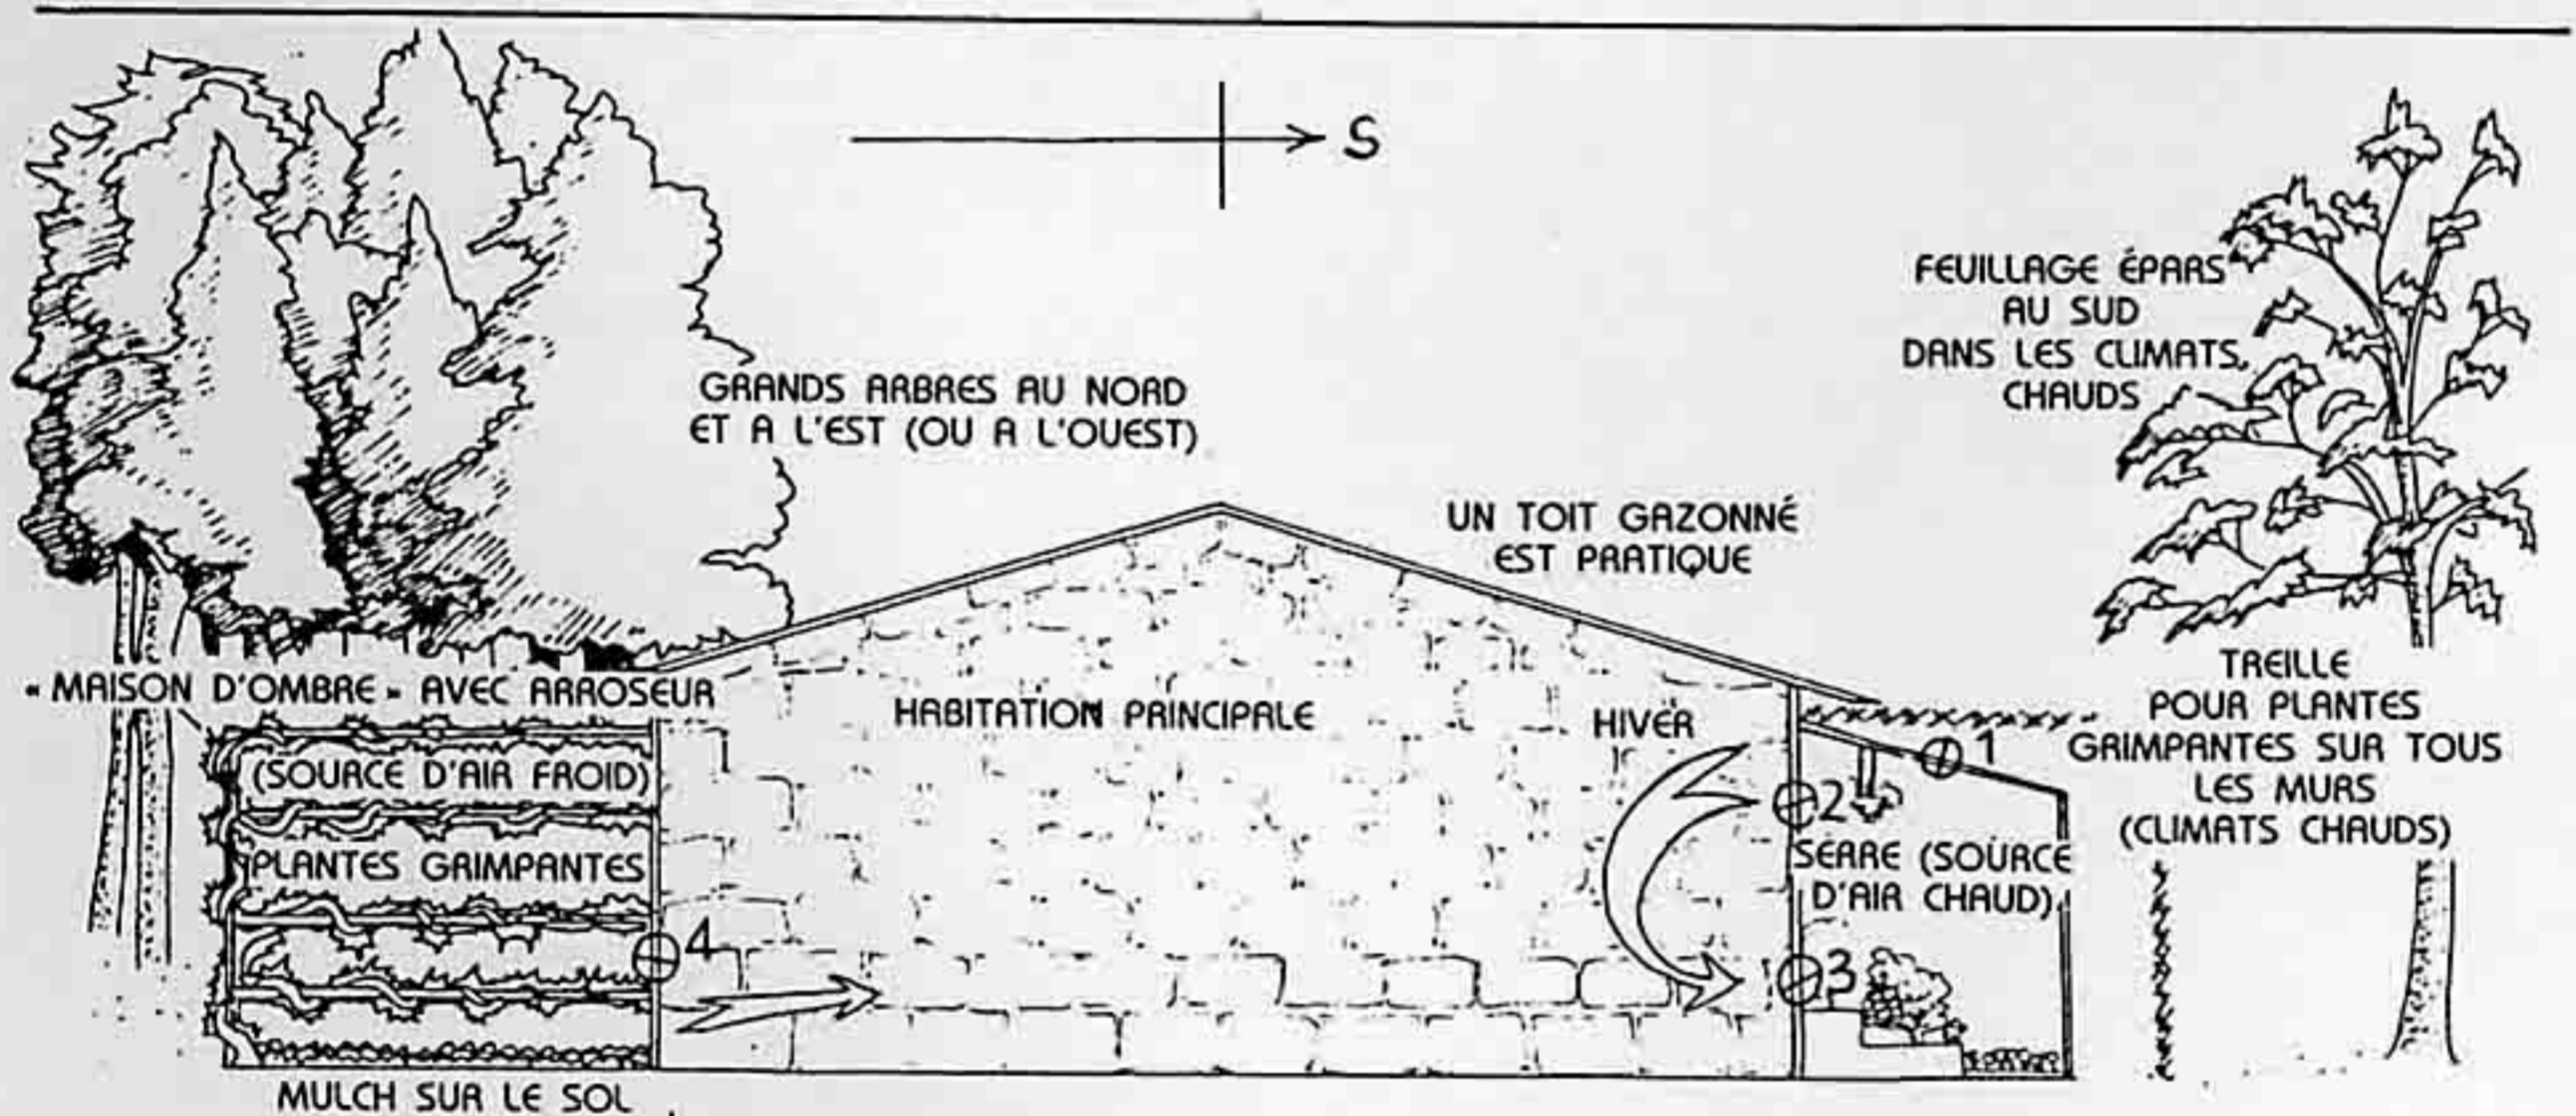 S
FEUILLAGE ÉPARS
AU SUD
DANS LES CLIMATS
CHAUDS
GRANDS ARBRES AU NORD
ET A L'EST (OU A L'OUEST)
UN TOIT GAZONNÉ
EST PRATIQUE
« MAISON D'OMBRE » AVEC ARROSEUR
(SOURCE D'AIR FROID)
PLANTES GRIMPANTES
4
MULCH SUR LE SOL
HABITATION PRINCIPALE
HIVER
1
2
SERRE (SOURCE
D'AIR CHAUD)
3
TREILLE
POUR PLANTES
GRIMPANTES SUR TOUS
LES MURS
(CLIMATS CHAUDS)